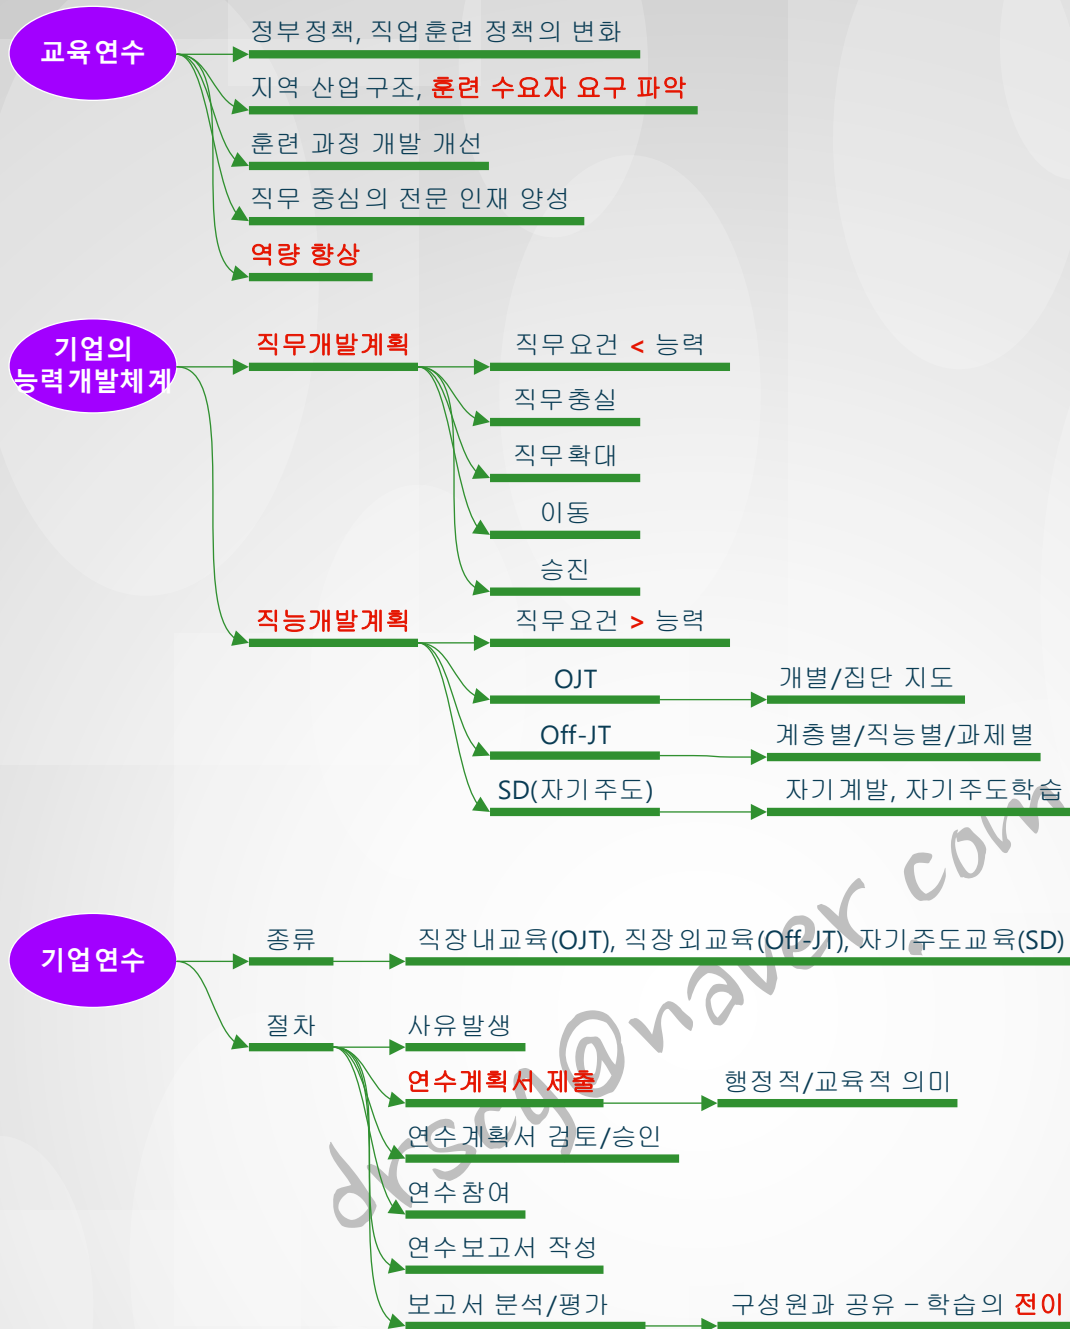 교육연수
정부정책, 직업훈련 정책의 변화
지역 산업구조, 훈련 수요자 요구 파악
훈련 과정 개발 개선
직무 중심의 전문 인재 양성
역량 향상
기업의
능력개발체계
직무개발계획
직무요건 < 능력
직무충실
직무확대
이동
승진
직능개발계획
직무요건 > 능력
OJT
개별/집단 지도
Off-JT
계층별/직능별/과제별
SD(자기주도)
자기계발, 자기주도학습
기업연수
종류
직장내교육(OJT), 직장외교육(Off-JT), 자기주도교육(SD)
절차
사유발생
연수계획서 제출
행정적/교육적 의미
연수계획서 검토/승인
연수참여
연수보고서 작성
보고서 분석/평가
구성원과 공유 – 학습의 전이
drscy@naver.com